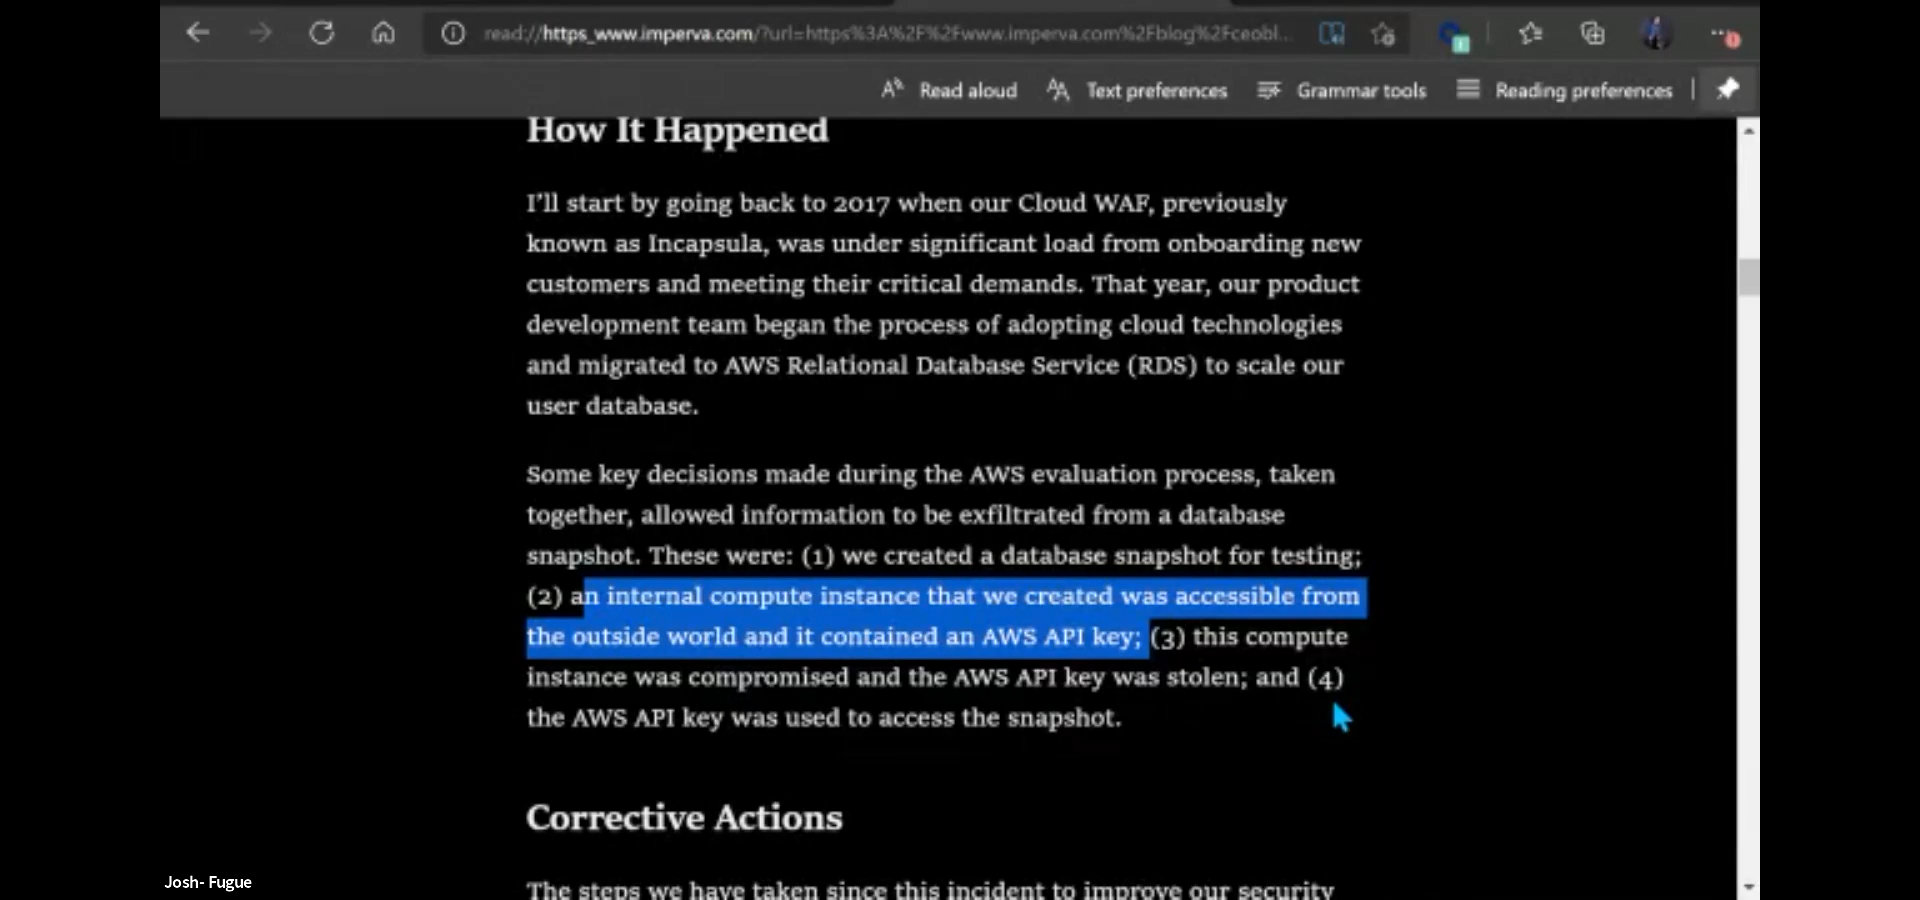 read://https_www.imperva.com/?url=https%3A%2F%2Fwww.imperva.com%2Fblog%2Fceobl...
Read aloud Text preferences Grammar tools Reading preferences
How It Happened
I'll start by going back to 2017 when our Cloud WAF, previously
known as Incapsula, was under significant load from onboarding new
customers and meeting their critical demands. That year, our product
development team began the process of adopting cloud technologies
and migrated to AWS Relational Database Service (RDS) to scale our
user database.
Some key decisions made during the AWS evaluation process, taken
together, allowed information to be exfiltrated from a database
snapshot. These were: (1) we created a database snapshot for testing;
(2) an internal compute instance that we created was accessible from
the outside world and it contained an AWS API key; (3) this compute
instance was compromised and the AWS API key was stolen; and (4)
the AWS API key was used to access the snapshot.
Corrective Actions
The steps we have taken since this incident to improve our security
Josh- Fugue